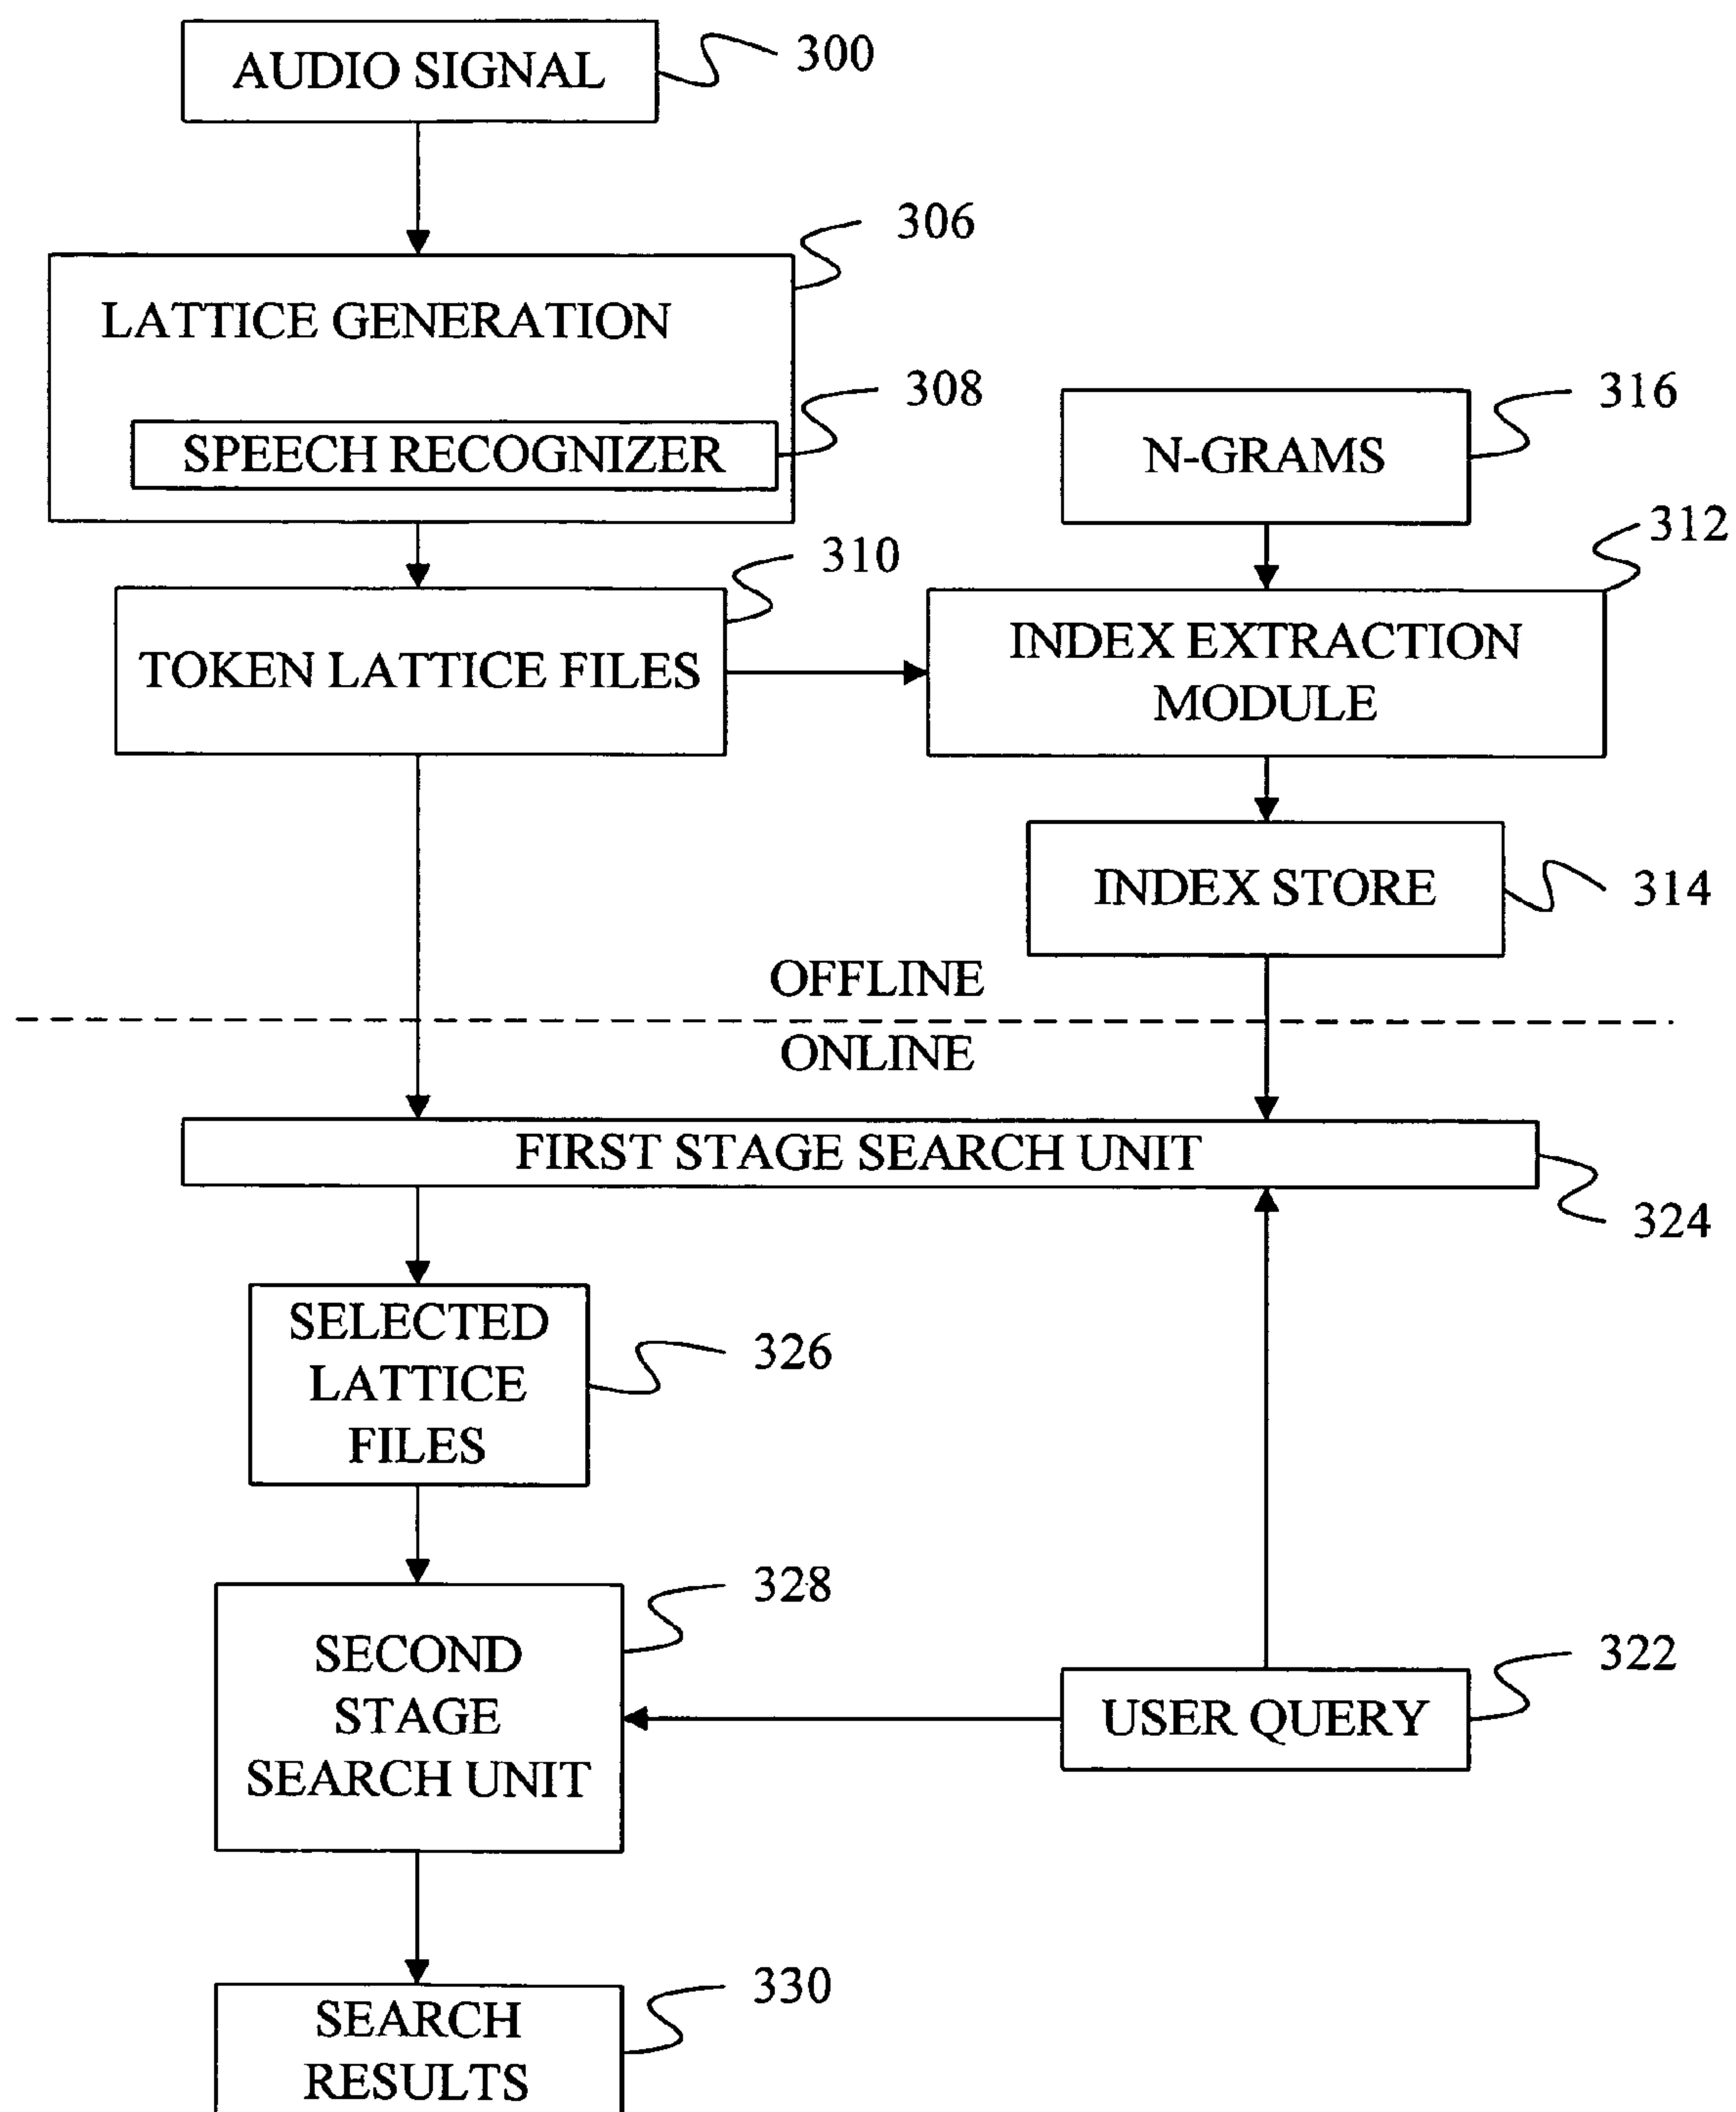 AUDIO SIGNAL
300
306
LATTICE GENERATION
308
SPEECH RECOGNIZER
316
N-GRAMS
312
310
TOKEN LATTICE FILES
INDEX EXTRACTION
MODULE
INDEX STORE
314
OFFLINE
ONLINE
FIRST STAGE SEARCH UNIT
324
SELECTED
LATTICE
FILES
326
328
SECOND
STAGE
SEARCH UNIT
322
USER QUERY
330
SEARCH
RESULTS